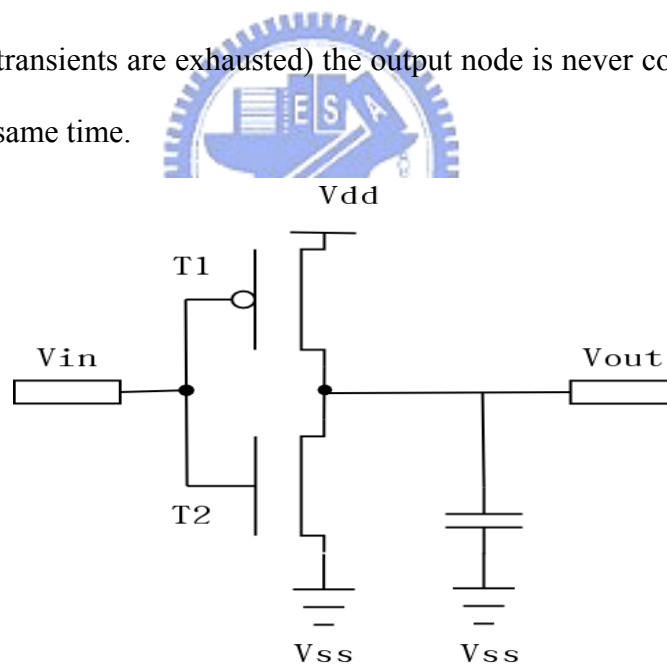 transients are exhausted) the output node is never co
same time.
E S A
Vdd
T1
Vin
Vout
T2
Vss
Vss